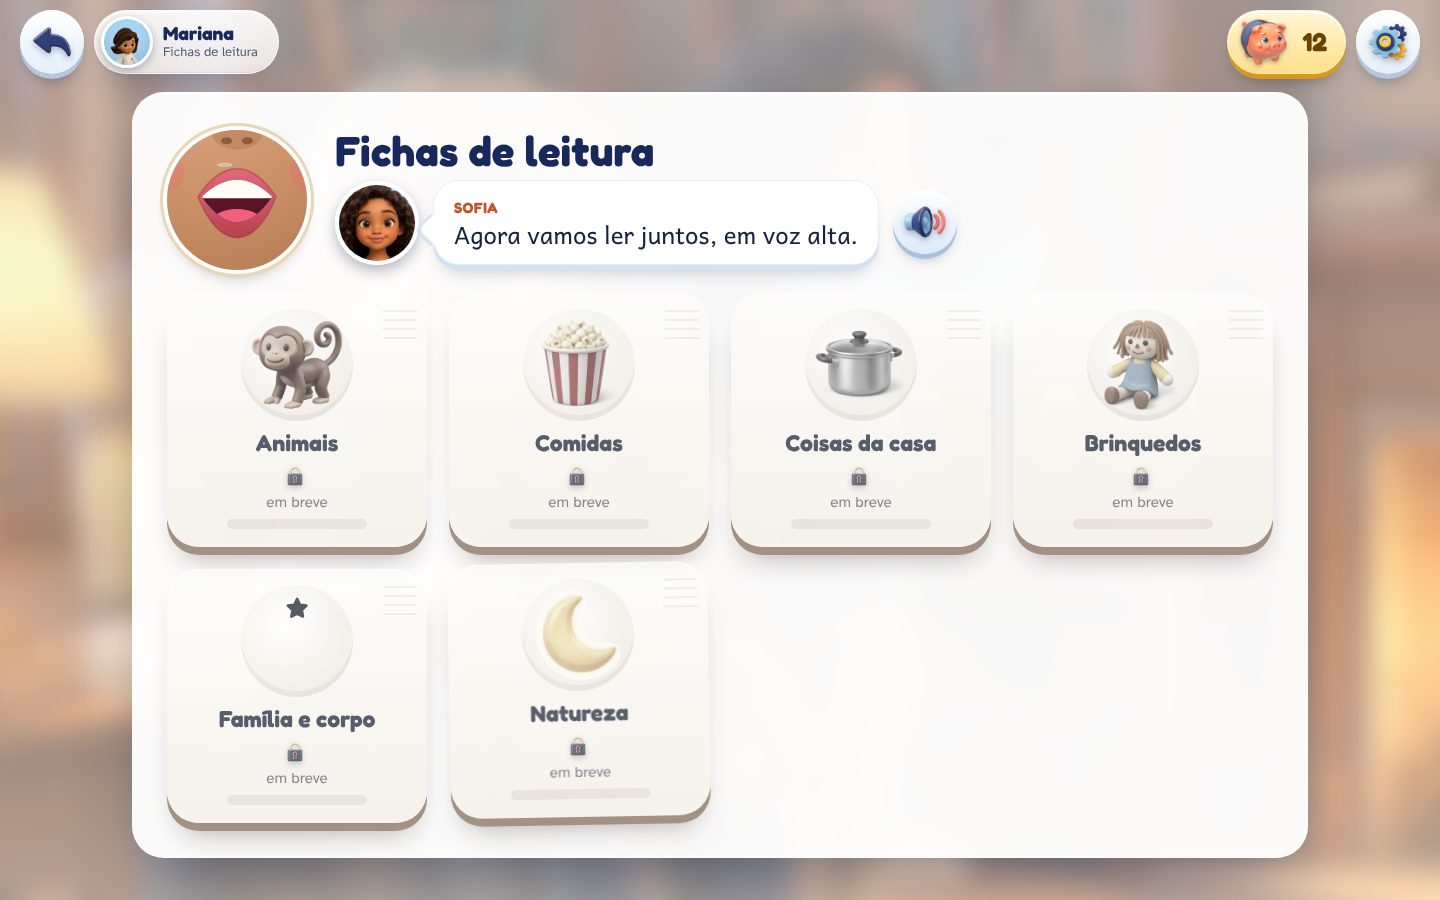 Mariana
Fichas de leitura
12
Fichas de leitura
SOFIA
Agora vamos ler juntos, em voz alta.
Animais
em breve
Comidas
em breve
Coisas da casa
em breve
Brinquedos
em breve
Família e corpo
em breve
Natureza
em breve